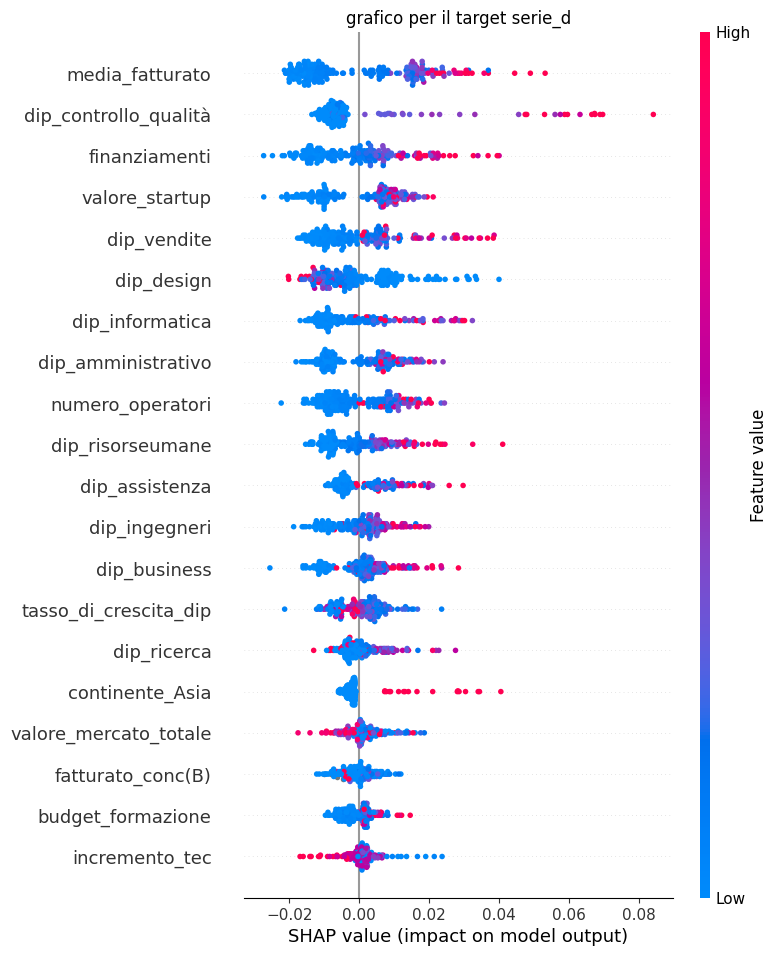 grafico per il target serie_d
High
media_fatturato
dip_controllo_qualità
finanziamenti
valore_startup
dip_vendite
dip_design
dip_informatica
dip_amministrativo
numero_operatori
dip_risorseumane
dip_assistenza
dip_ingegneri
dip_business
tasso_di_crescita_dip
dip_ricerca
continente_Asia
valore_mercato_totale
fatturato_conc(B)
budget_formazione
incremento_tec
Feature value
Low
−0.02 0.00 0.02 0.04 0.06 0.08
SHAP value (impact on model output)